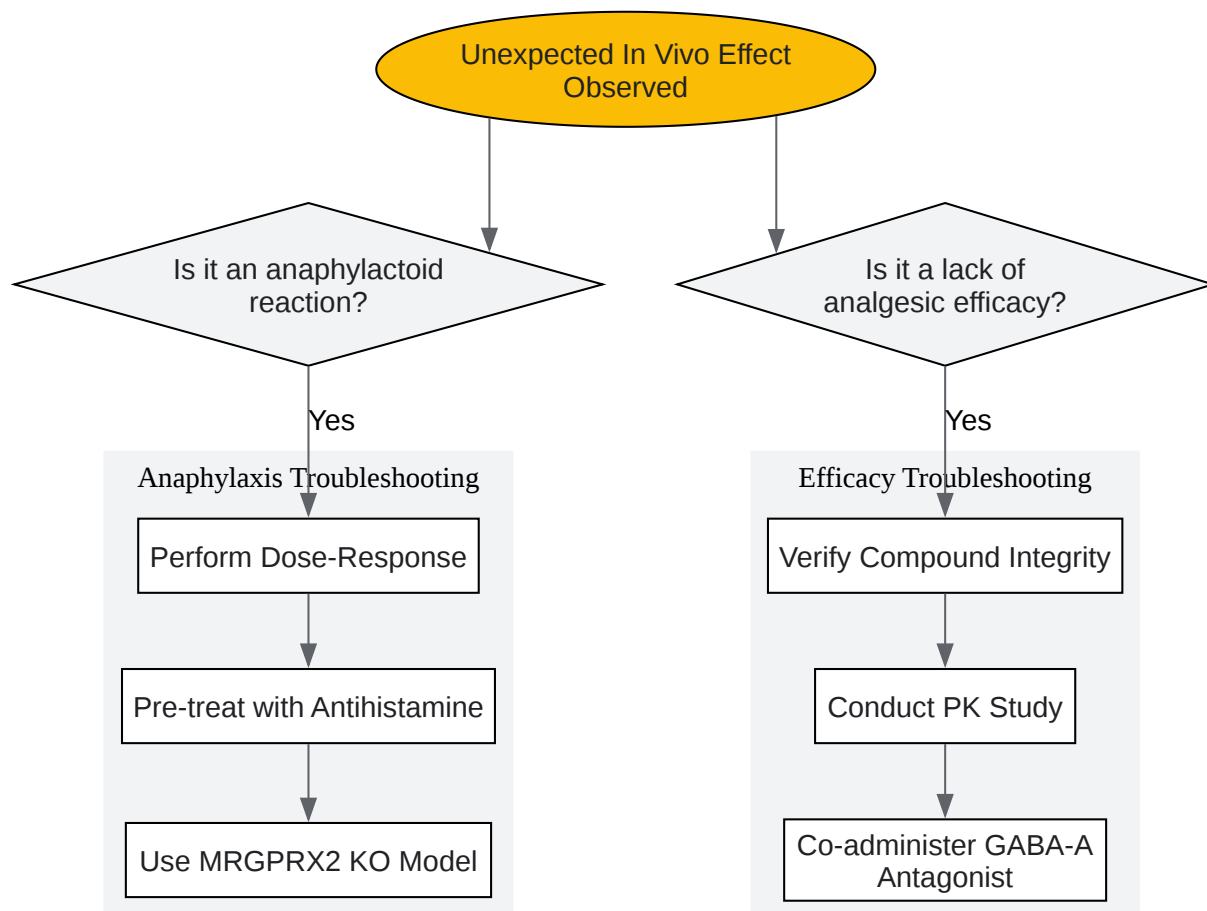 Unexpected In Vivo Effect
Observed
Is it an anaphylactoid
reaction?
Is it a lack of
analgesic efficacy?
Yes
Yes
Anaphylaxis Troubleshooting
Efficacy Troubleshooting
Perform Dose-Response
Verify Compound Integrity
Pre-treat with Antihistamine
Conduct PK Study
Use MRGPRX2 KO Model
Co-administer GABA-A
Antagonist